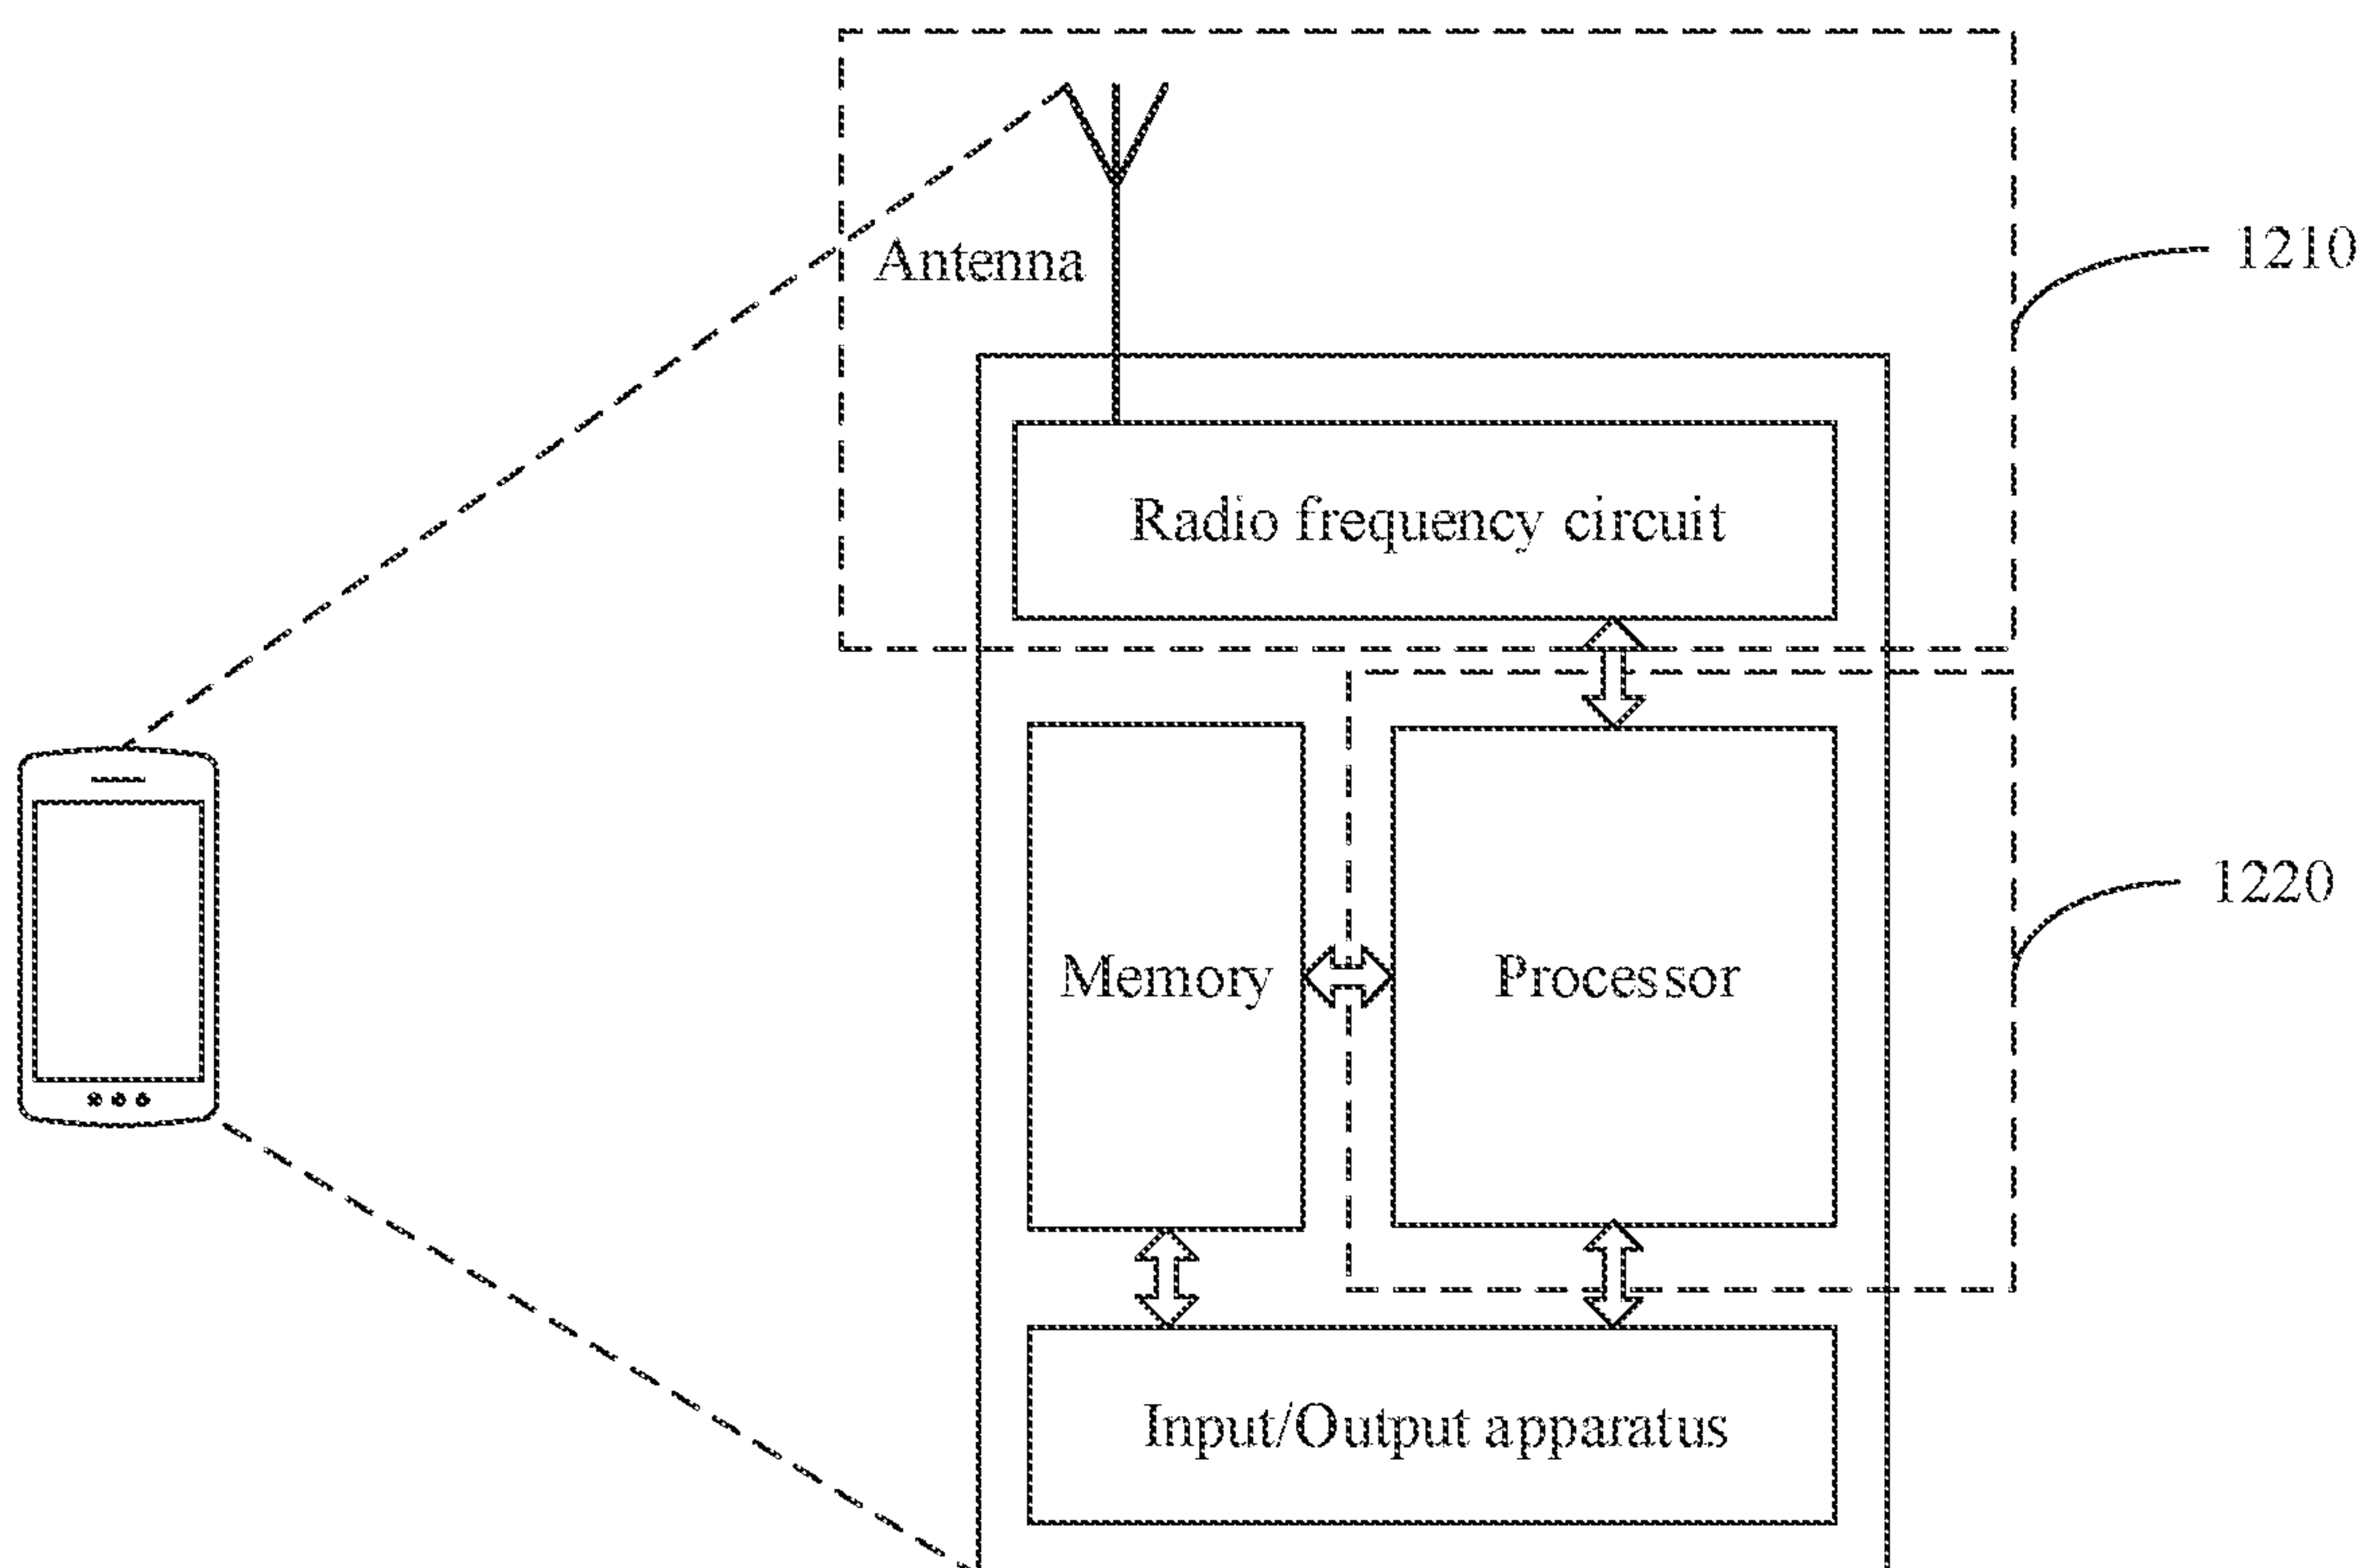 Antenna
1210
Radio frequency circuit
1220
Memory
Processor
Input/Output apparatus